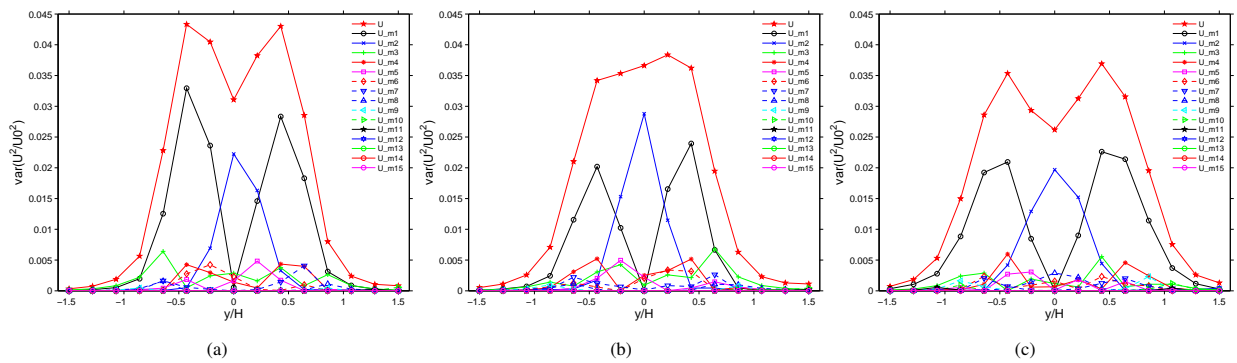 0.045
0.04
0.035
0.03
0.025
0.02
0.015
0.01
0.005
0
−1.5 −1 −0.5 0 0.5 1 1.5
var(U²/U0²)
y/H
U
U_m1
U_m2
U_m3
U_m4
U_m5
U_m6
U_m7
U_m8
U_m9
U_m10
U_m11
U_m12
U_m13
U_m14
U_m15
(a)
0.045
0.04
0.035
0.03
0.025
0.02
0.015
0.01
0.005
0
−1.5 −1 −0.5 0 0.5 1 1.5
var(U²/U0²)
y/H
U
U_m1
U_m2
U_m3
U_m4
U_m5
U_m6
U_m7
U_m8
U_m9
U_m10
U_m11
U_m12
U_m13
U_m14
U_m15
(b)
0.045
0.04
0.035
0.03
0.025
0.02
0.015
0.01
0.005
0
−1.5 −1 −0.5 0 0.5 1 1.5
var(U²/U0²)
y/H
U
U_m1
U_m2
U_m3
U_m4
U_m5
U_m6
U_m7
U_m8
U_m9
U_m10
U_m11
U_m12
U_m13
U_m14
U_m15
(c)